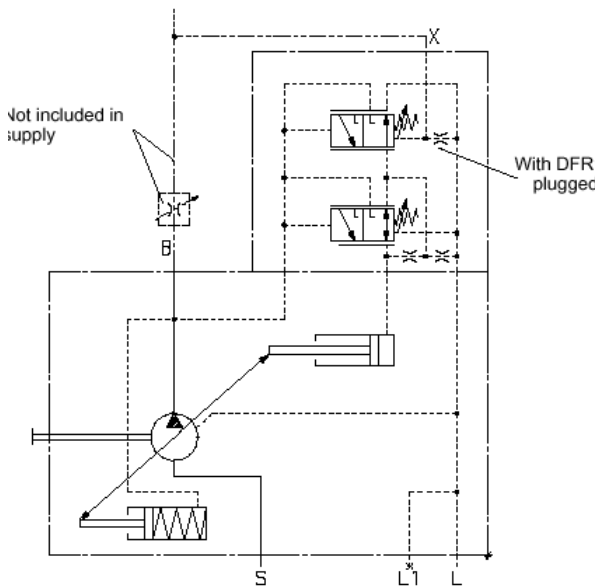 X
Not included in
supply
With DFR
plugged
B
S
L1
L